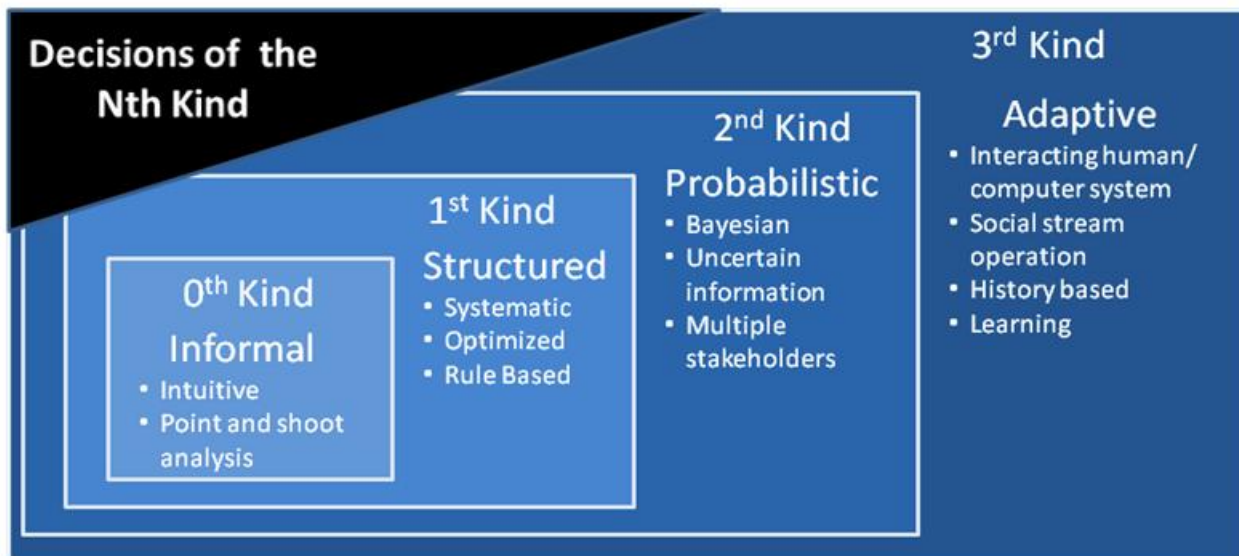 Decisions of the
Nth Kind
0th Kind
Informal
▪ Intuitive
▪ Point and shoot
analysis
1st Kind
Structured
▪ Systematic
▪ Optimized
▪ Rule Based
2nd Kind
Probabilistic
▪ Bayesian
▪ Uncertain
information
▪ Multiple
stakeholders
3rd Kind
Adaptive
▪ Interacting human/
computer system
▪ Social stream
operation
▪ History based
▪ Learning